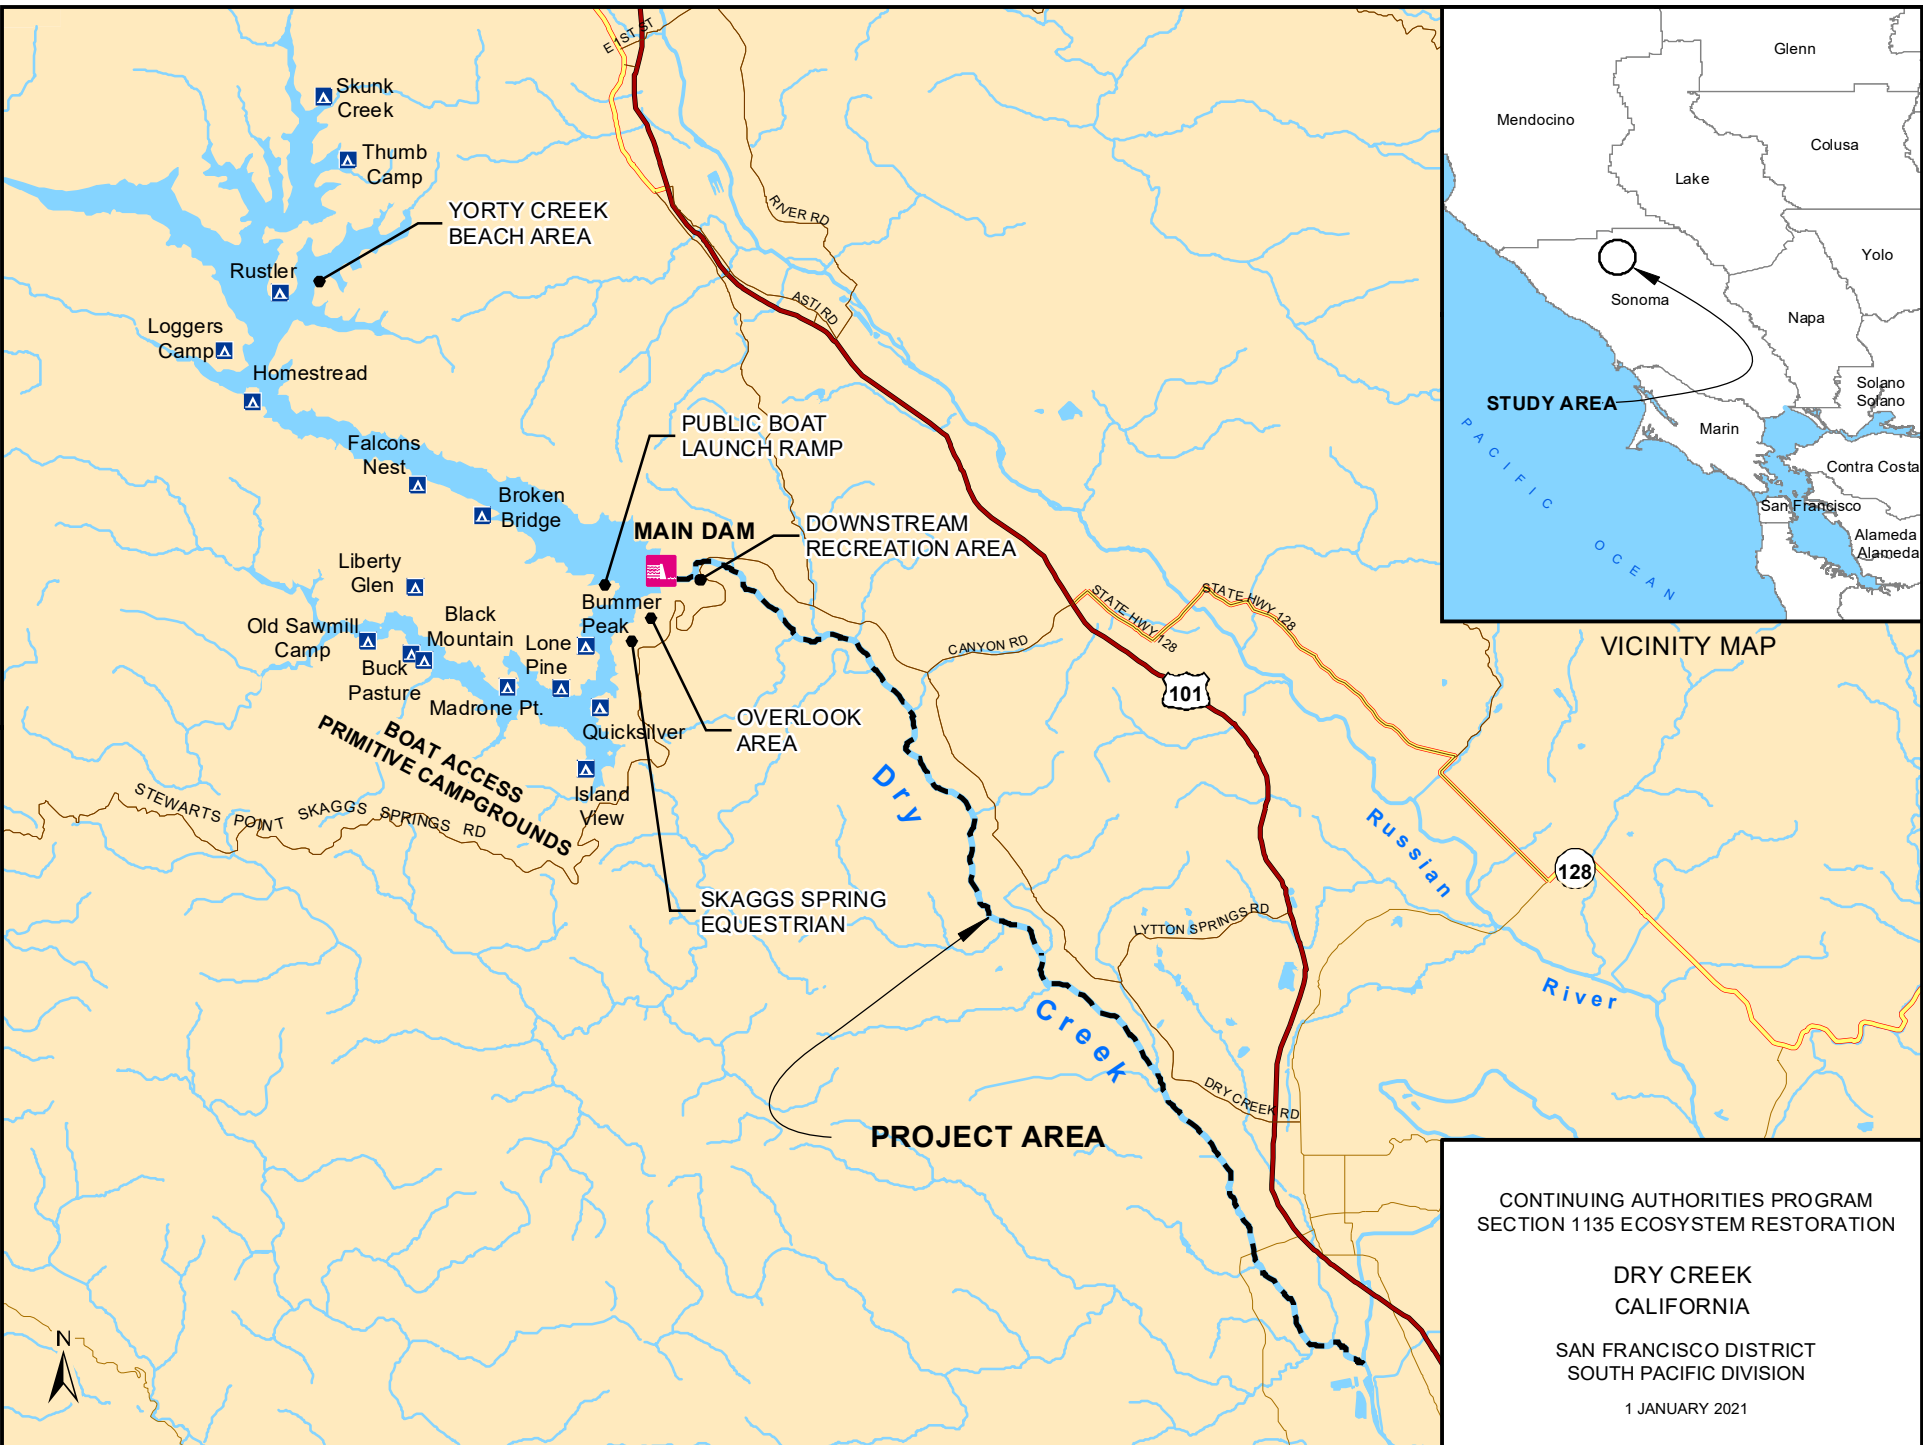 E 1ST ST
Skunk
Creek
Thumb
Camp
YORTY CREEK
BEACH AREA
RIVER RD
Rustler
ASTI RD
Loggers
Camp
Homestread
PUBLIC BOAT
LAUNCH RAMP
Falcons
Nest
Broken
Bridge
MAIN DAM
DOWNSTREAM
RECREATION AREA
Liberty
Glen
Bummer
Peak
Black
Mountain
Old Sawmill
Camp
Lone
Pine
Buck
Pasture
Madrone Pt.
Quicksilver
OVERLOOK
AREA
BOAT ACCESS
PRIMITIVE CAMPGROUNDS
Island
View
STEWARTS POINT SKAGGS SPRINGS RD
SKAGGS SPRING
EQUESTRIAN
CANYON RD
STATE HWY 128
STATE HWY 128
101
128
Dry
Creek
Russian
River
LYTTON SPRINGS RD
DRY CREEK RD
PROJECT AREA
N
Glenn
Mendocino
Colusa
Lake
Yolo
Sonoma
Napa
STUDY AREA
Solano
Solano
Marin
Contra Costa
San Francisco
Alameda
Alameda
PACIFIC
OCEAN
VICINITY MAP
CONTINUING AUTHORITIES PROGRAM
SECTION 1135 ECOSYSTEM RESTORATION
DRY CREEK
CALIFORNIA
SAN FRANCISCO DISTRICT
SOUTH PACIFIC DIVISION
1 JANUARY 2021